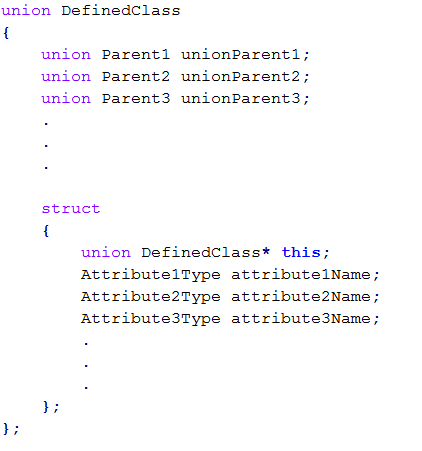 union DefinedClass
{
union Parent1 unionParent1;
union Parent2 unionParent2;
union Parent3 unionParent3;
.
.
.
struct
{
union DefinedClass* this;
Attribute1Type attribute1Name;
Attribute2Type attribute2Name;
Attribute3Type attribute3Name;
.
.
.
};
};